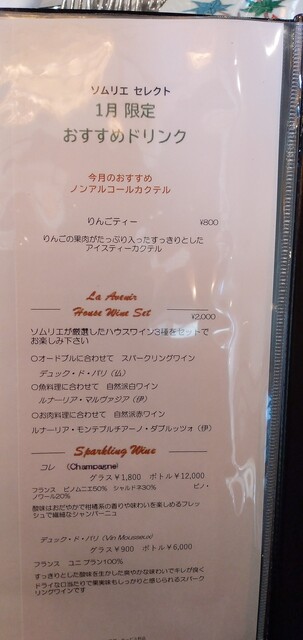 ソムリエ セレクト
1月 限定
おすすめドリンク
今月のおすすめ
ノンアルコールカクテル
りんごティー ¥800
りんごの果肉がたっぷり入ったすっきりとした
アイスティーカクテル
La Avenir
House Wine Set ¥2,000
ソムリエが厳選したハウスワイン3種をセットで
お楽しみ下さい
〇オードブルに合わせて スパークリングワイン
デュック・ド・パリ（仏）
〇魚料理に合わせて 自然派白ワイン
ルナーリア・マルヴァジア（伊）
〇お肉料理に合わせて 自然派赤ワイン
ルナーリア・モンテプルチアーノ・ダブルッツォ（伊）
Sparkling Wine
コレ （Champagne）
グラス¥1,800 ボトル¥12,000
フランス ピノムニエ50% シャルドネ30% ピノ・
ノワール20%
酸味はおだやかで柑橘系の香りや味わいを楽しめるフレッ
シュで繊細なシャンパーニュ
デュック・ド・パリ（Vin Mousseux）
グラス¥900 ボトル¥6,000
フランス ユニ ブラン100%
すっきりとした酸味を生かした爽やかな味わいでキレが良く
ドライな口当たりで果実味もしっかりと感じられるスパーク
リングワインです